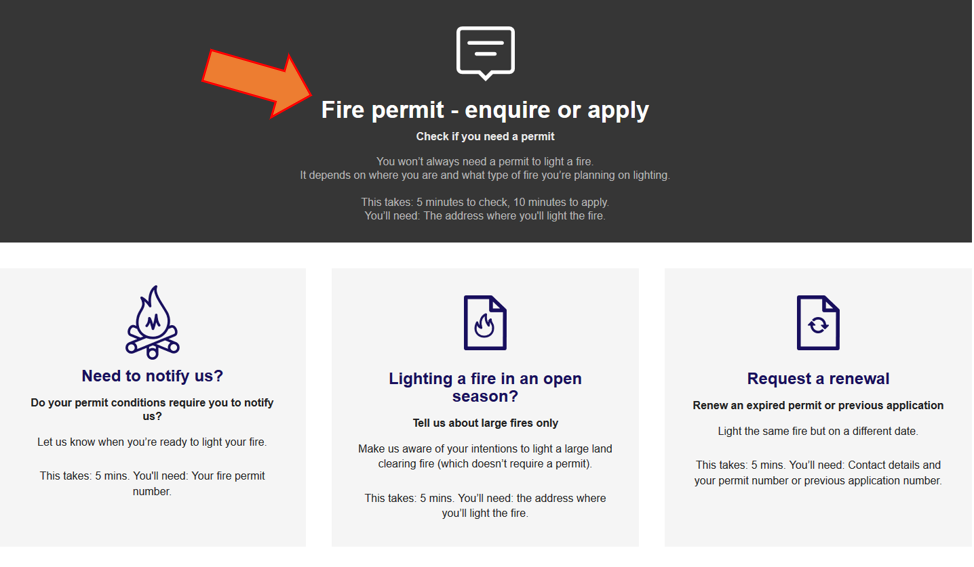 Fire permit - enquire or apply
Check if you need a permit
You won't always need a permit to light a fire.
It depends on where you are and what type of fire you're planning on lighting.
This takes: 5 minutes to check, 10 minutes to apply.
You'll need: The address where you'll light the fire.
Need to notify us?
Do your permit conditions require you to notify
us?
Let us know when you're ready to light your fire.
This takes: 5 mins. You'll need: Your fire permit
number.
Lighting a fire in an open
season?
Tell us about large fires only
Make us aware of your intentions to light a large land
clearing fire (which doesn't require a permit).
This takes: 5 mins. You'll need: the address where
you'll light the fire.
Request a renewal
Renew an expired permit or previous application
Light the same fire but on a different date.
This takes: 5 mins. You'll need: Contact details and
your permit number or previous application number.